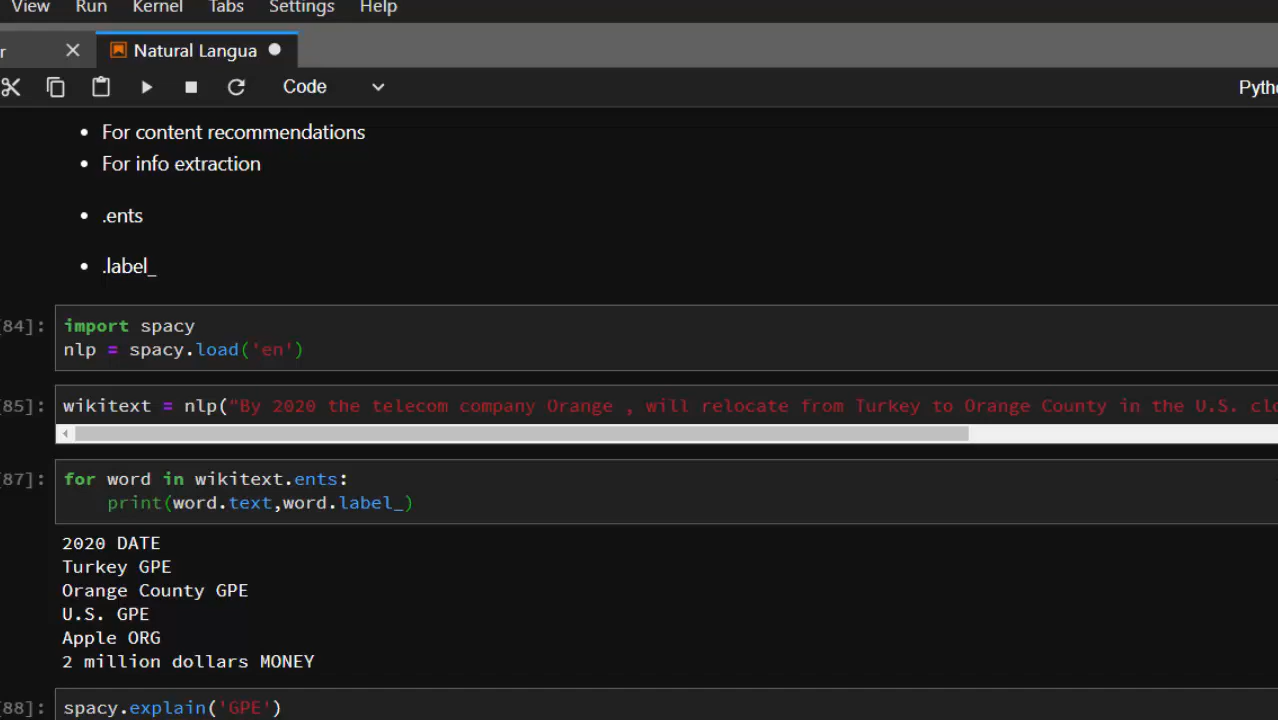 View Run Kernel Tabs Settings Help
r Natural Langua
Code
• For content recommendations
• For info extraction
• .ents
• .label_
[84]: import spacy
nlp = spacy.load('en')
[85]: wikitext = nlp("By 2020 the telecom company Orange , will relocate from Turkey to Orange County in the U.S.
[87]: for word in wikitext.ents:
print(word.text,word.label_)
2020 DATE
Turkey GPE
Orange County GPE
U.S. GPE
Apple ORG
2 million dollars MONEY
[88]: spacy.explain('GPE')